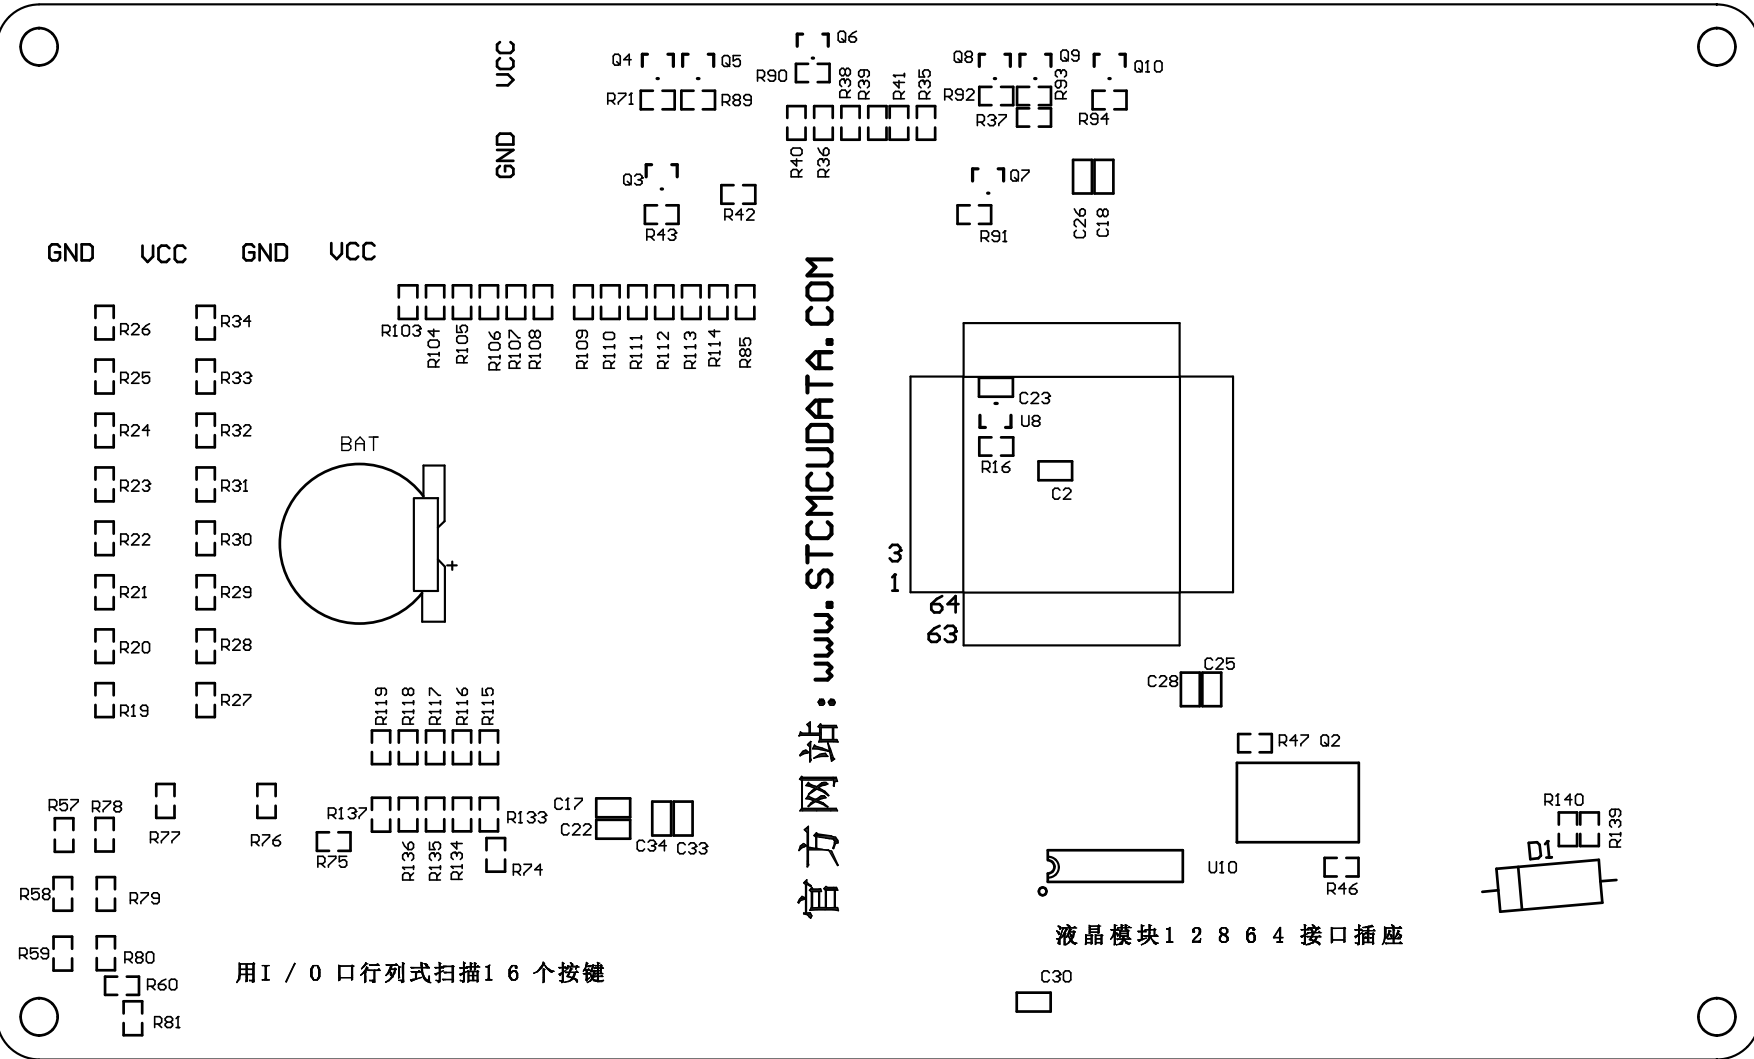 Q6
VCC
Q4
Q5
Q8
Q9
Q10
R90
R38
R39
R41
R35
R93
R71
R89
R92
R37
R94
GND
R40
R36
Q3
Q7
R42
R43
R91
C26
C18
GND
VCC
GND
VCC
R26
R34
R103
R104
R105
R106
R107
R108
R109
R110
R111
R112
R113
R114
R85
R25
R33
C23
U8
R24
R32
BAT
R16
C2
R23
R31
R22
R30
3
1
R21
R29
64
63
+
R20
R28
C28
C25
R19
R27
R119
R118
R117
R116
R115
官方网站:www.STCMCUDATA.COM
R47
Q2
R57
R78
R77
R76
R75
R137
R136
R135
R134
R133
R74
C17
C22
C34
C33
R140
R139
D1
U10
R46
R58
R79
液晶模块12864接口插座
R59
R80
用I/O口行列式扫描16个按键
C30
R60
R81